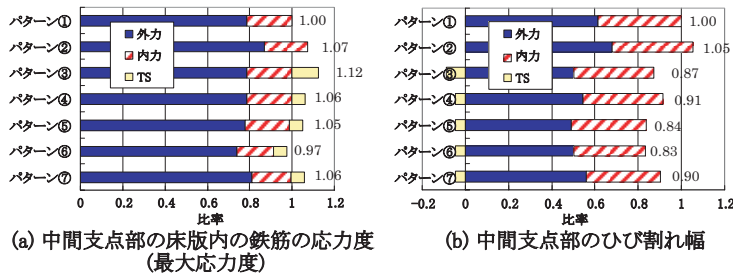 パターン①
パターン②
パターン③
パターン④
パターン⑤
パターン⑥
パターン⑦
外力
内力
TS
1.00
1.07
1.12
1.06
1.05
0.97
1.06
0 0.2 0.4 0.6 0.8 1 1.2
比率
(a) 中間支点部の床版内の鉄筋の応力度
(最大応力度)
パターン①
パターン②
パターン③
パターン④
パターン⑤
パターン⑥
パターン⑦
外力
内力
TS
1.00
1.05
0.87
0.91
0.84
0.83
0.90
-0.2 0 0.2 0.4 0.6 0.8 1 1.2
比率
(b) 中間支点部のひび割れ幅